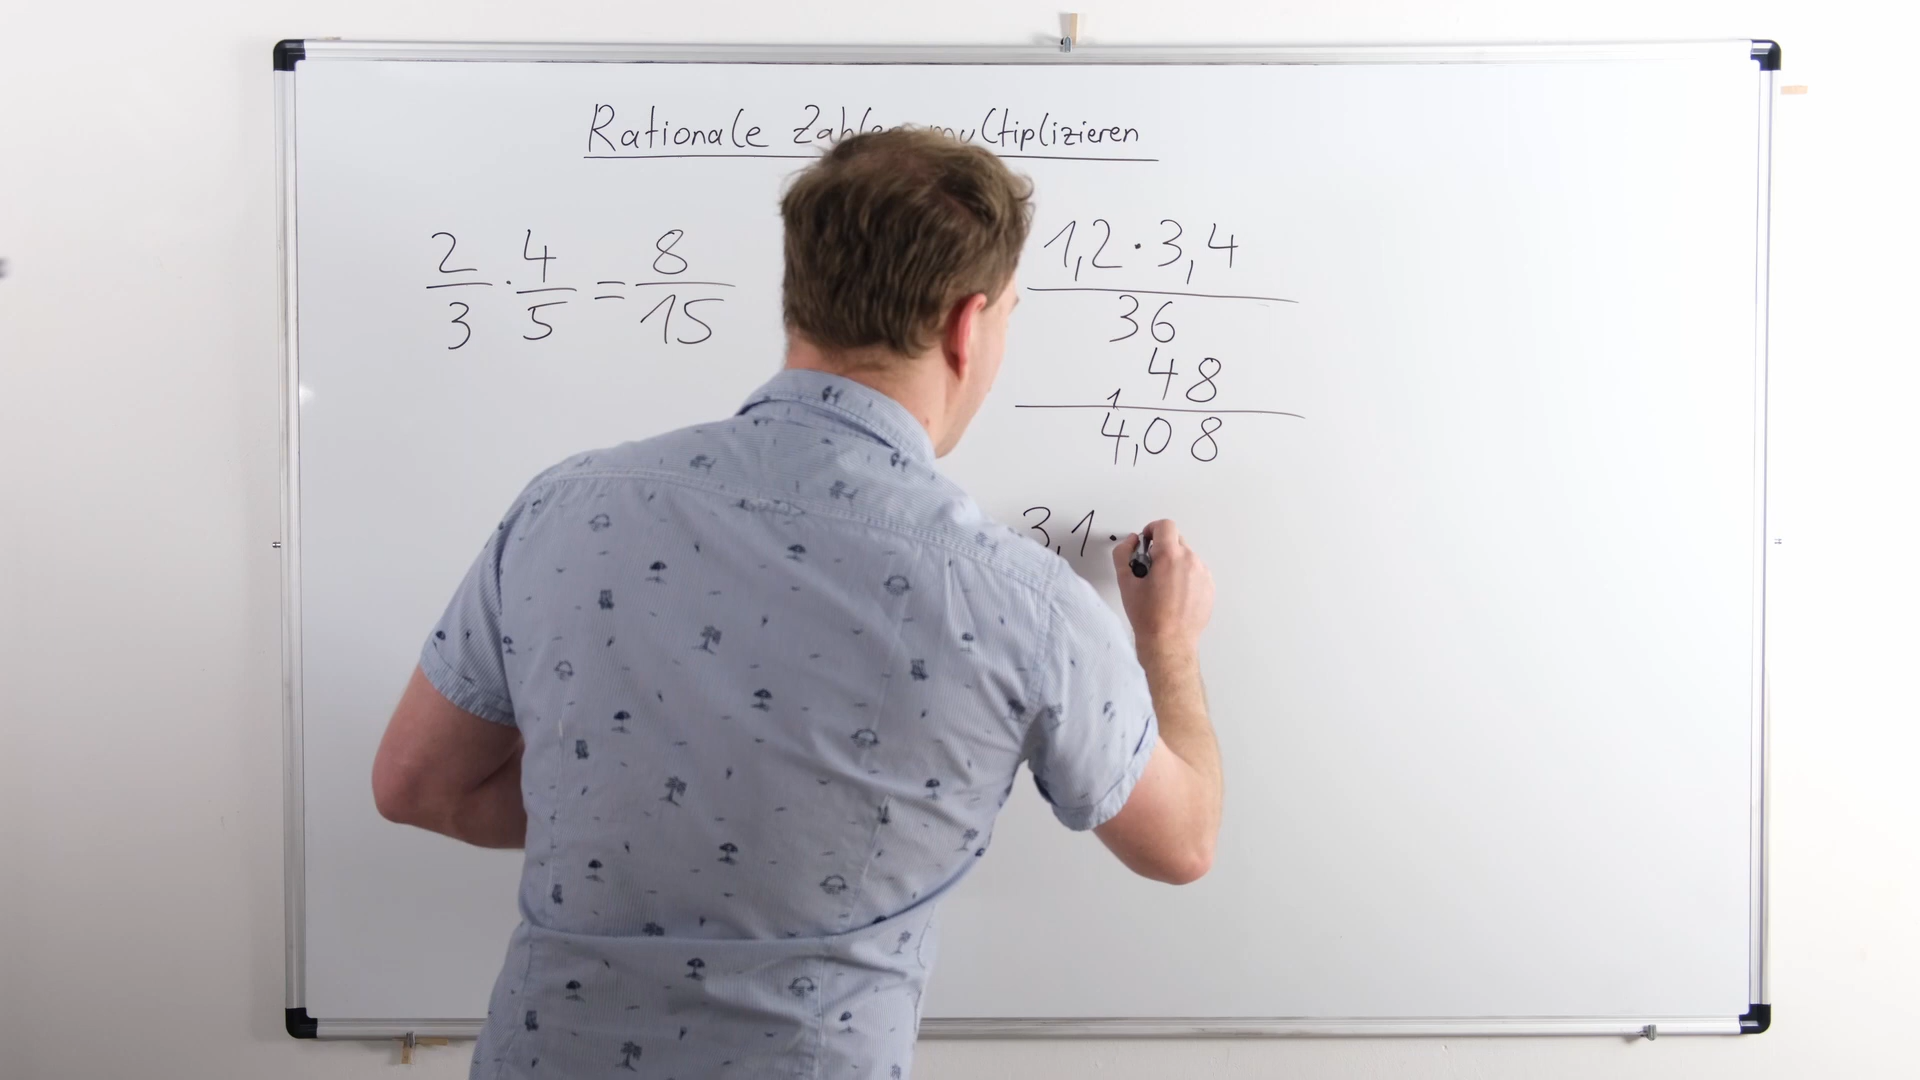 Rationale Zahlen multiplizieren
2/3 · 4/5 = 8/15
1,2 · 3,4
36
48
1
4,08
3,1 ·